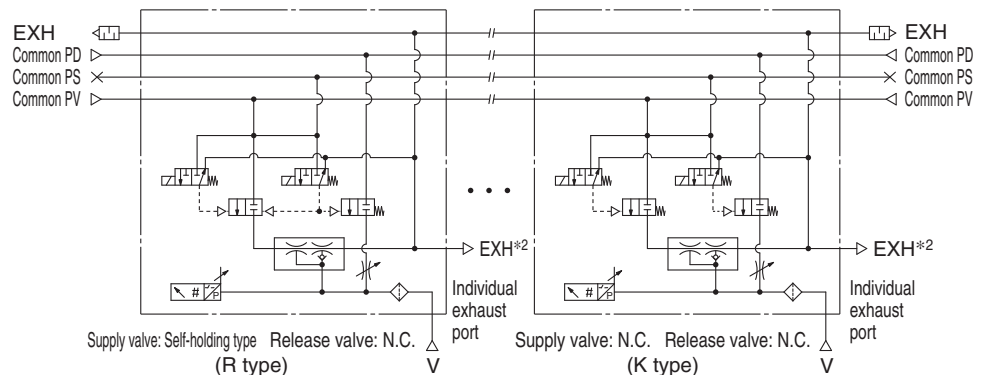 EXH
Common PD
Common PS
Common PV
EXH
Common PD
Common PS
Common PV
• • •
EXH*2
EXH*2
# P
# P
Individual
exhaust
port
Individual
exhaust
port
Supply valve: Self-holding type Release valve: N.C.
(R type)
V
Supply valve: N.C. Release valve: N.C.
(K type)
V